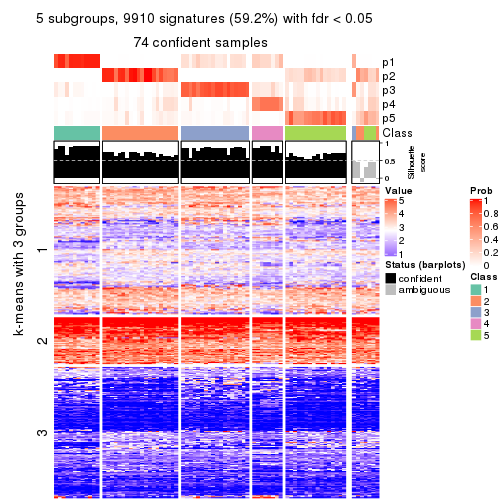 5 subgroups, 9910 signatures (59.2%) with fdr < 0.05
74 confident samples
p1
p2
p3
p4
p5
Class
1
0.5
0
Silhouette
score
k-means with 3 groups
1
2
3
Value
5
4
3
2
1
Status (barplots)
confident
ambiguous
Prob
1
0.8
0.6
0.4
0.2
0
Class
1
2
3
4
5